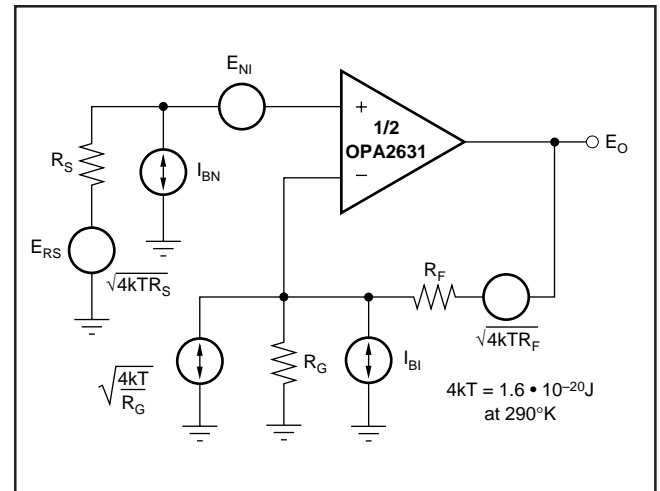 E_NI
+
1/2
OPA2631
−
E_O
R_S
I_BN
E_RS
√4kTR_S
R_F
√4kTR_F
√4kT/R_G
R_G
I_BI
4kT = 1.6 • 10⁻²⁰J
at 290°K